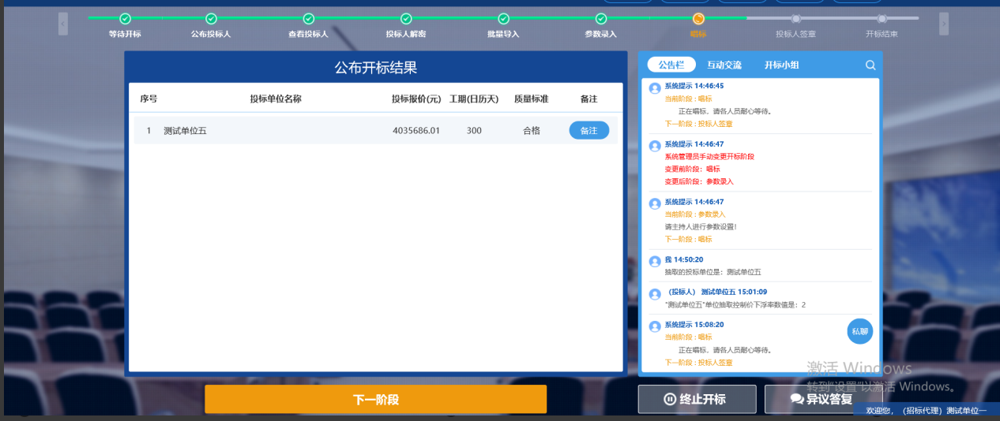 等待开标
公布投标人
查看投标人
投标人解密
批量导入
参数录入
唱标
投标人签章
开标结束
公布开标结果
序号 投标单位名称 投标报价(元) 工期(日历天) 质量标准 备注
1 测试单位五 4035686.01 300 合格 备注
下一阶段
公告栏 互动交流 开标小组
系统提示 14:46:45
当前阶段 : 唱标
正在唱标，请各人员耐心等待。
下一阶段 : 投标人签章
系统提示 14:46:47
系统管理员手动变更开标阶段
变更前阶段：唱标
变更后阶段：参数录入
系统提示 14:46:47
当前阶段 : 参数录入
请主持人进行参数设置!
下一阶段 : 唱标
我 14:50:20
抽取的投标单位是：测试单位五
（投标人） 测试单位五 15:01:09
"测试单位五"单位抽取控制价下浮率数值是：2
系统提示 15:08:20
当前阶段 : 唱标
正在唱标，请各人员耐心等待。
下一阶段 : 投标人签章
私聊
激活 Windows
转到"设置"以激活 Windows。
终止开标
异议答复
欢迎您，（招标代理）测试单位一